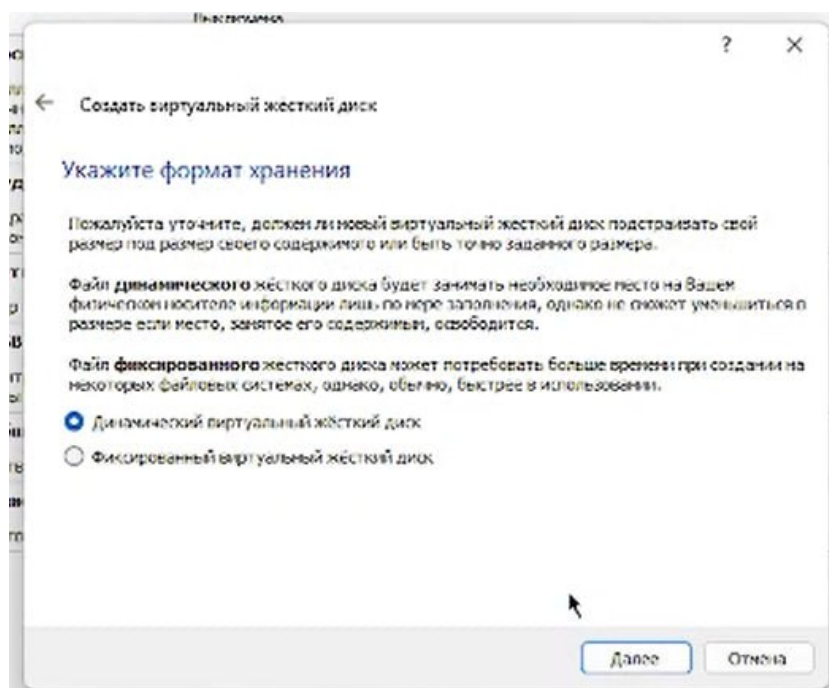 Выключена
?
Создать виртуальный жёсткий диск
Укажите формат хранения
Пожалуйста уточните, должен ли новый виртуальный жёсткий диск подстраивать свой
размер под размер своего содержимого или быть точно заданного размера.
Файл динамического жёсткого диска будет занимать необходимое место на Вашем
физическом носителе информации лишь по мере заполнения, однако не сможет уменьшиться в
размере если место, занятое его содержимым, освободится.
Файл фиксированного жёсткого диска может потребовать больше времени при создании на
некоторых файловых системах, однако, обычно, быстрее в использовании.
Динамический виртуальный жёсткий диск
Фиксированный виртуальный жёсткий диск
Далее
Отмена